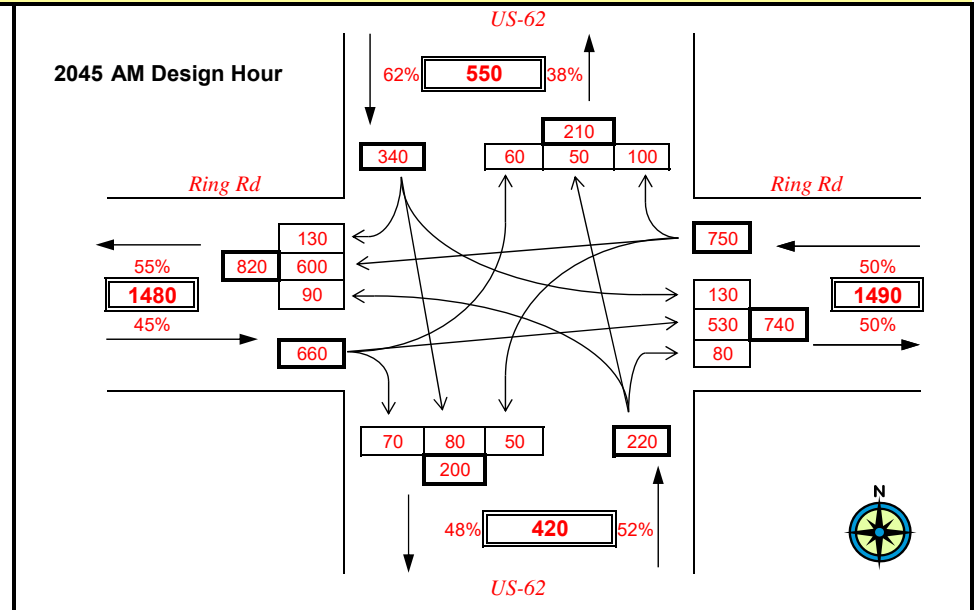 US-62
2045 AM Design Hour
62% 550 38%
210
340 60 50 100
Ring Rd
Ring Rd
130 750
55% 820 600 50%
1480 90 130 1490
45% 530 740 50%
660 80
70 80 50 220
200
N
48% 420 52%
US-62